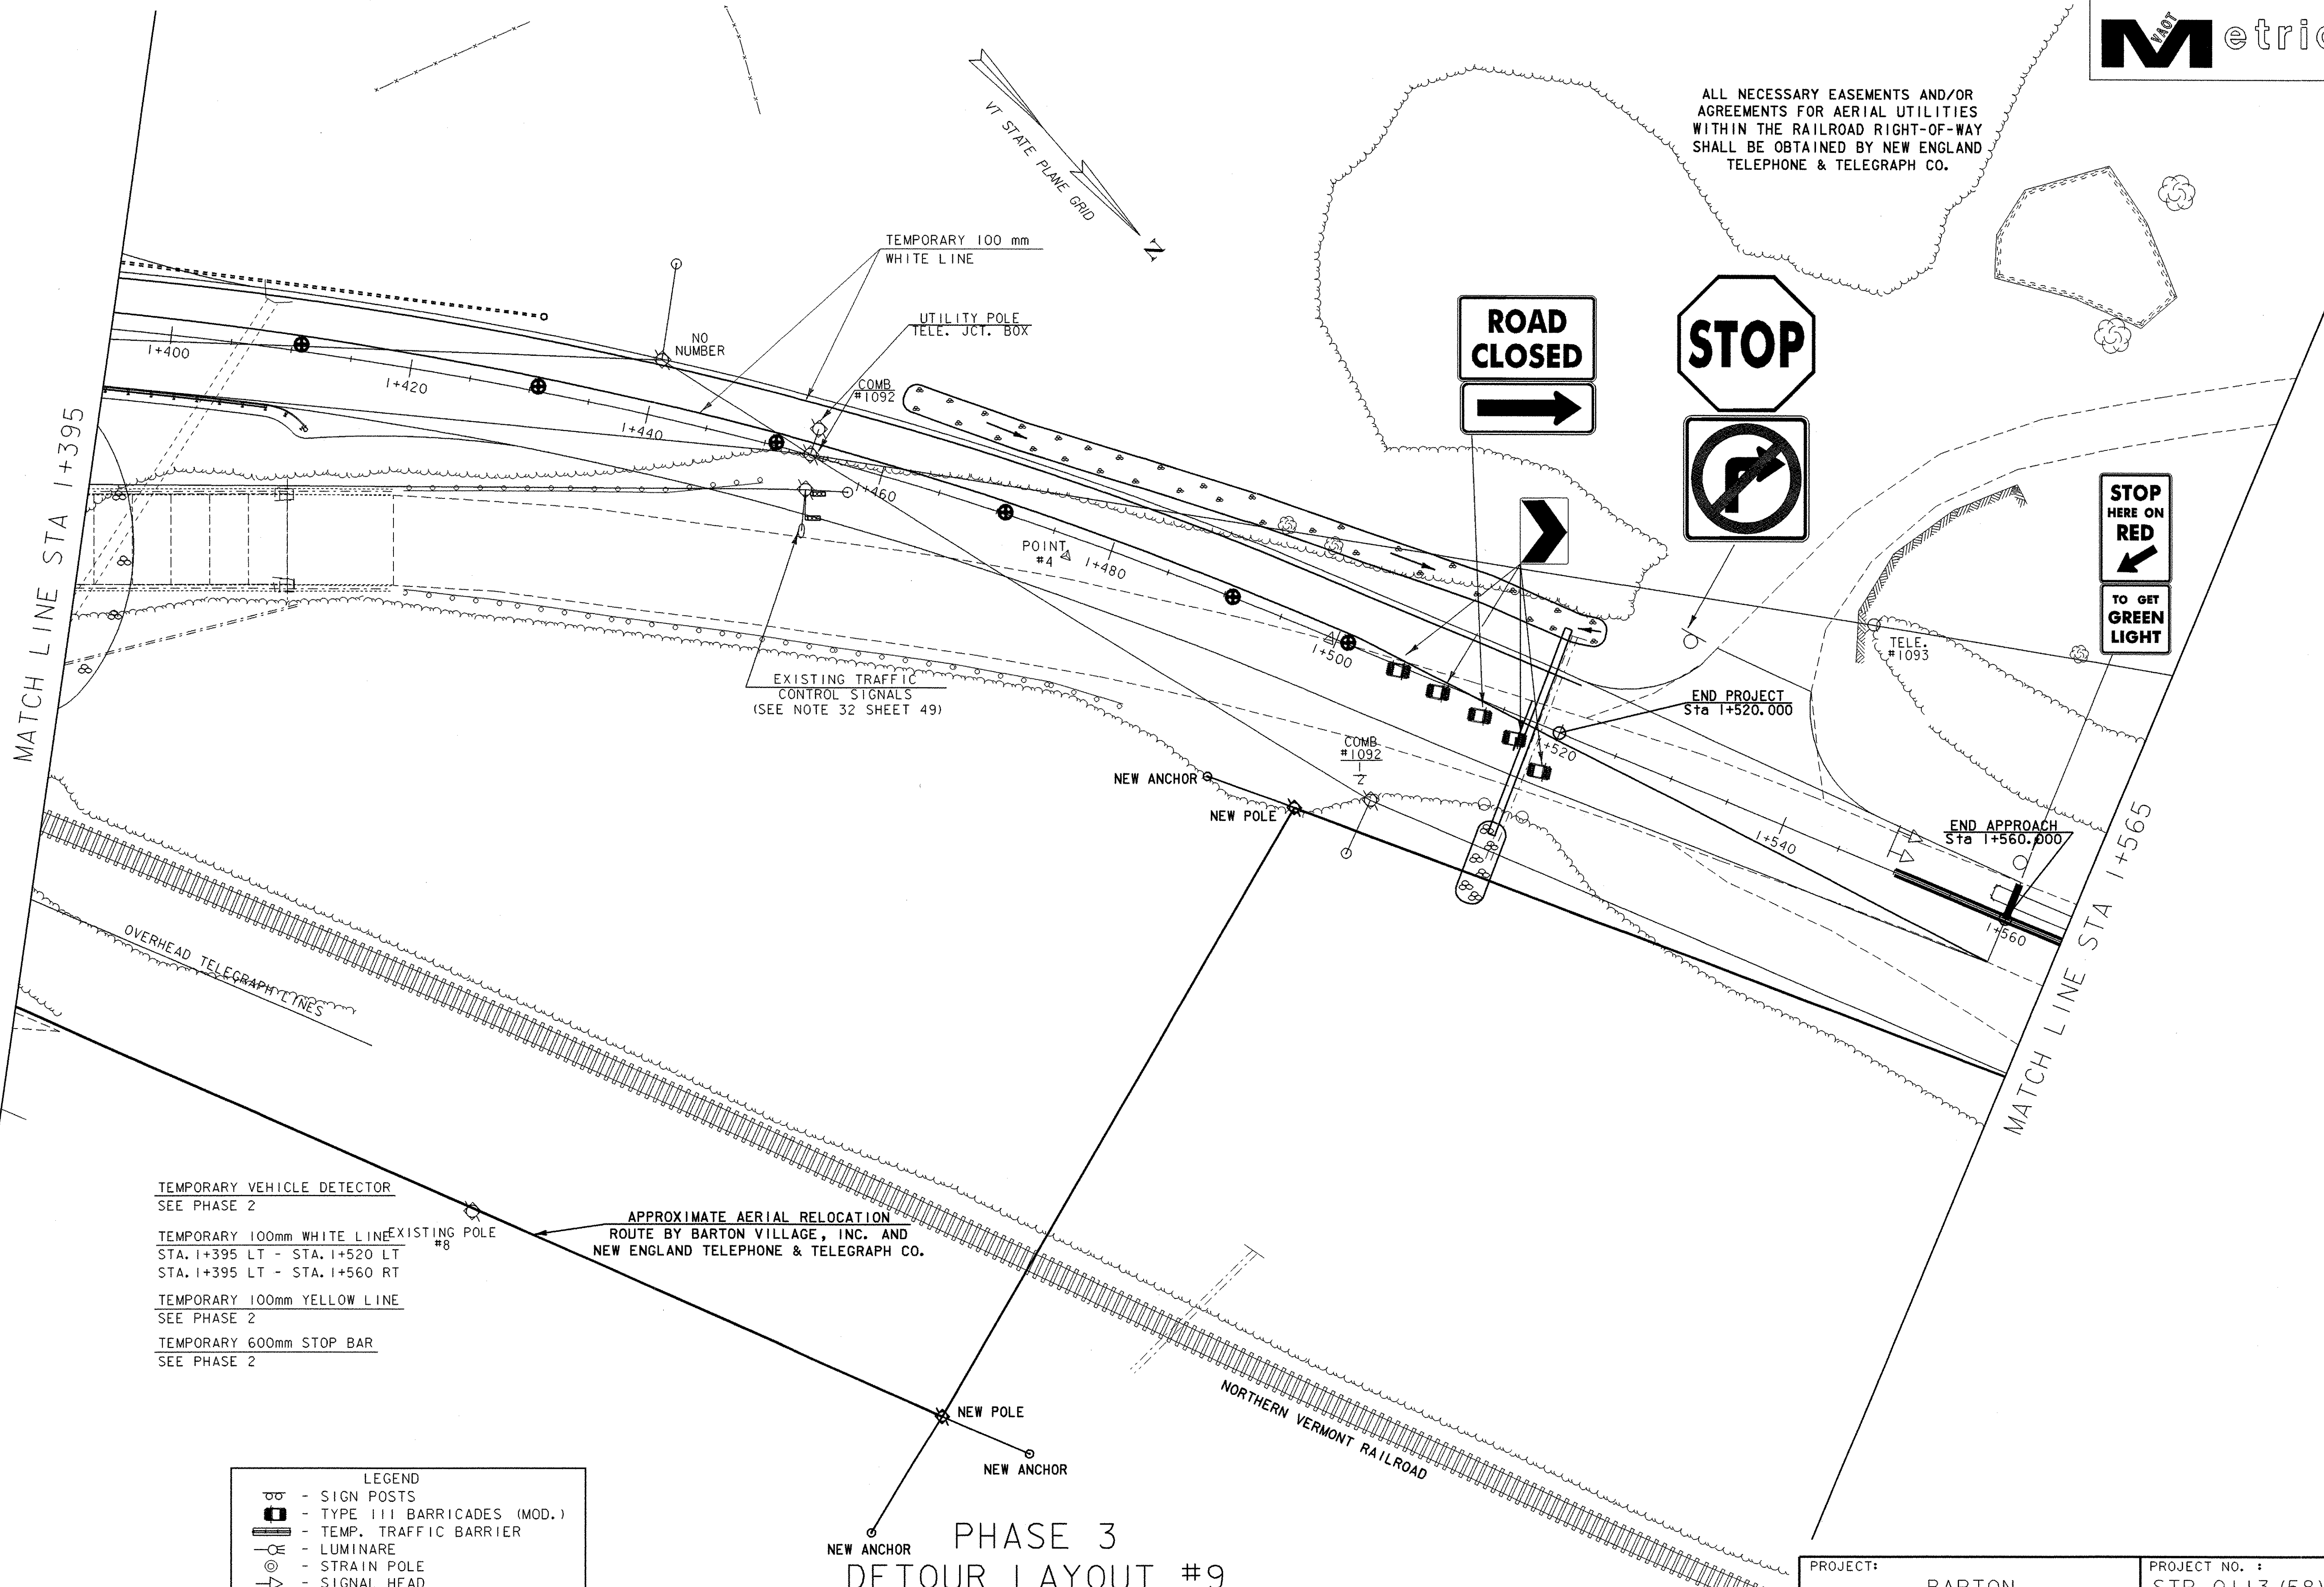 VAOT
Metric
ALL NECESSARY EASEMENTS AND/OR
AGREEMENTS FOR AERIAL UTILITIES
WITHIN THE RAILROAD RIGHT-OF-WAY
SHALL BE OBTAINED BY NEW ENGLAND
TELEPHONE & TELEGRAPH CO.
VT STATE PLANE GRID
N
TEMPORARY 100 mm
WHITE LINE
UTILITY POLE
TELE. JCT. BOX
NO
NUMBER
COMB
#1092
1+400
1+420
1+440
1+460
1+480
1+500
+520
1+540
1+560
POINT
#4
ROAD
CLOSED
STOP
STOP
HERE ON
RED
TO GET
GREEN
LIGHT
TELE.
#1093
END PROJECT
Sta 1+520.000
EXISTING TRAFFIC
CONTROL SIGNALS
(SEE NOTE 32 SHEET 49)
COMB
#1092
1
2
NEW ANCHOR
NEW POLE
END APPROACH
Sta 1+560.000
MATCH LINE STA 1+395
MATCH LINE STA 1+565
OVERHEAD TELEGRAPH LINES
TEMPORARY VEHICLE DETECTOR
SEE PHASE 2
TEMPORARY 100mm WHITE LINE
STA. 1+395 LT - STA. 1+520 LT
STA. 1+395 LT - STA. 1+560 RT
TEMPORARY 100mm YELLOW LINE
SEE PHASE 2
TEMPORARY 600mm STOP BAR
SEE PHASE 2
EXISTING POLE
#8
APPROXIMATE AERIAL RELOCATION
ROUTE BY BARTON VILLAGE, INC. AND
NEW ENGLAND TELEPHONE & TELEGRAPH CO.
NEW POLE
NEW ANCHOR
NEW ANCHOR
NORTHERN VERMONT RAILROAD
LEGEND
- SIGN POSTS
- TYPE III BARRICADES (MOD.)
- TEMP. TRAFFIC BARRIER
- LUMINARE
- STRAIN POLE
- SIGNAL HEAD
PHASE 3
DETOUR LAYOUT #9
PROJECT:
BARTON
PROJECT NO. :
STP 0113(58)